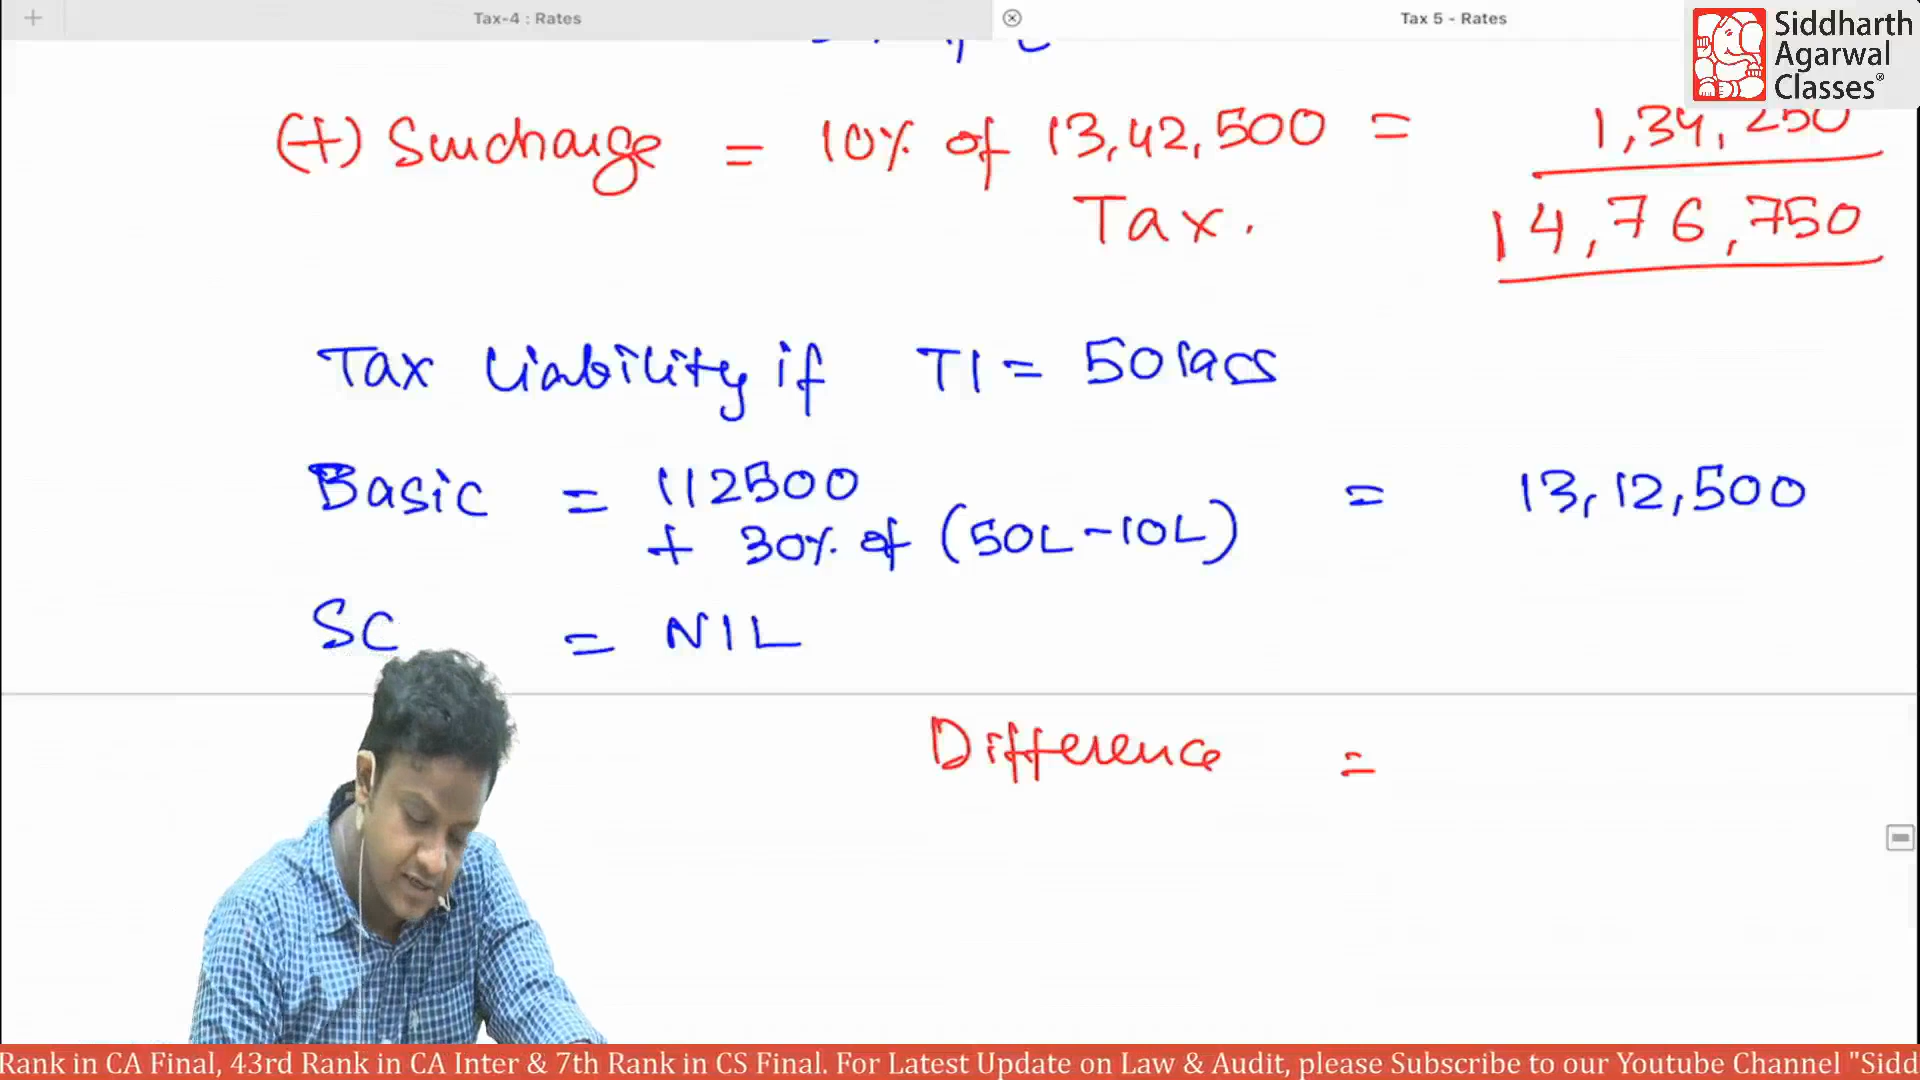 Tax-4 : Rates
Tax 5 - Rates
Siddharth
Agarwal
Classes®
(+) Surcharge = 10% of 13,42,500 = 1,34,250
Tax. 14,76,750
Tax liability if TI = 50 lacs
Basic = 112500 = 13,12,500
+ 30% of (50L - 10L)
SC = NIL
Difference =
Rank in CA Final, 43rd Rank in CA Inter & 7th Rank in CS Final. For Latest Update on Law & Audit, please Subscribe to our Youtube Channel "Sidd